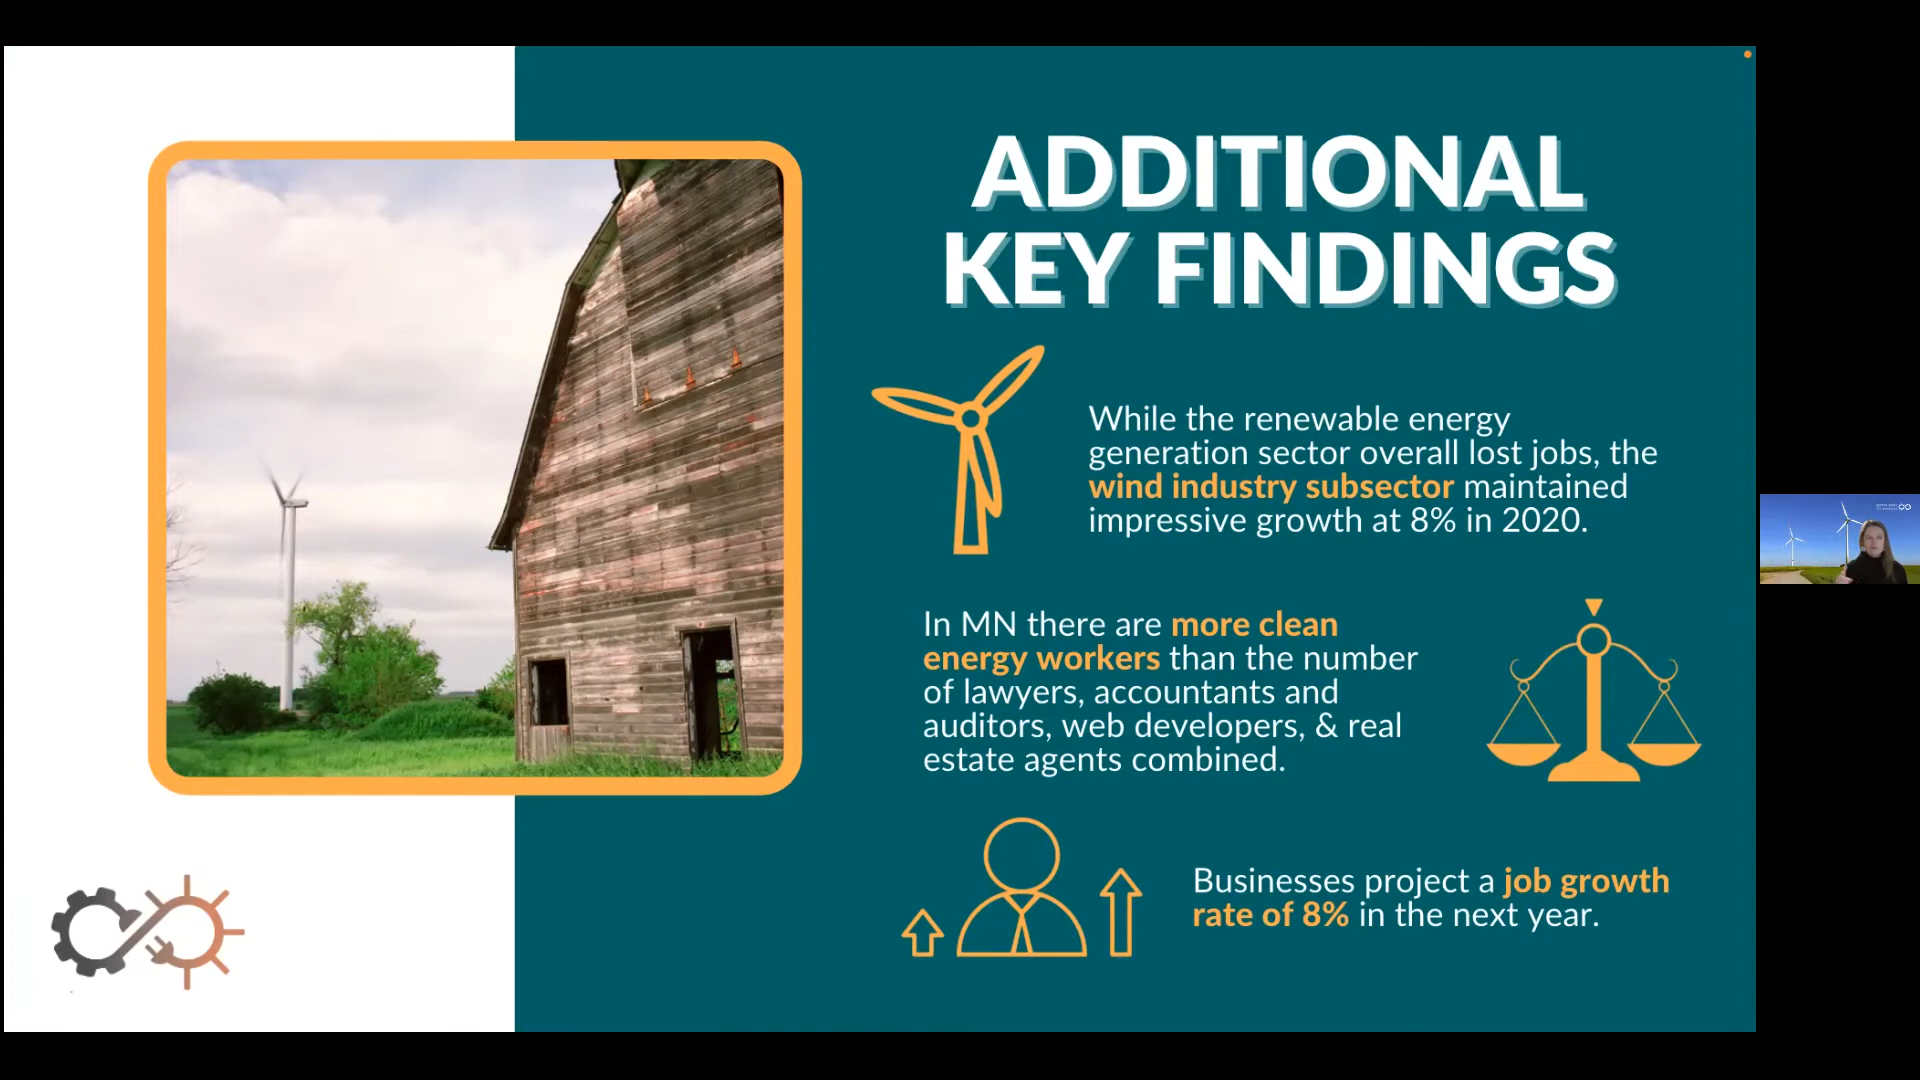 ADDITIONAL
KEY FINDINGS
While the renewable energy
generation sector overall lost jobs, the
wind industry subsector maintained
impressive growth at 8% in 2020.
In MN there are more clean
energy workers than the number
of lawyers, accountants and
auditors, web developers, & real
estate agents combined.
Businesses project a job growth
rate of 8% in the next year.